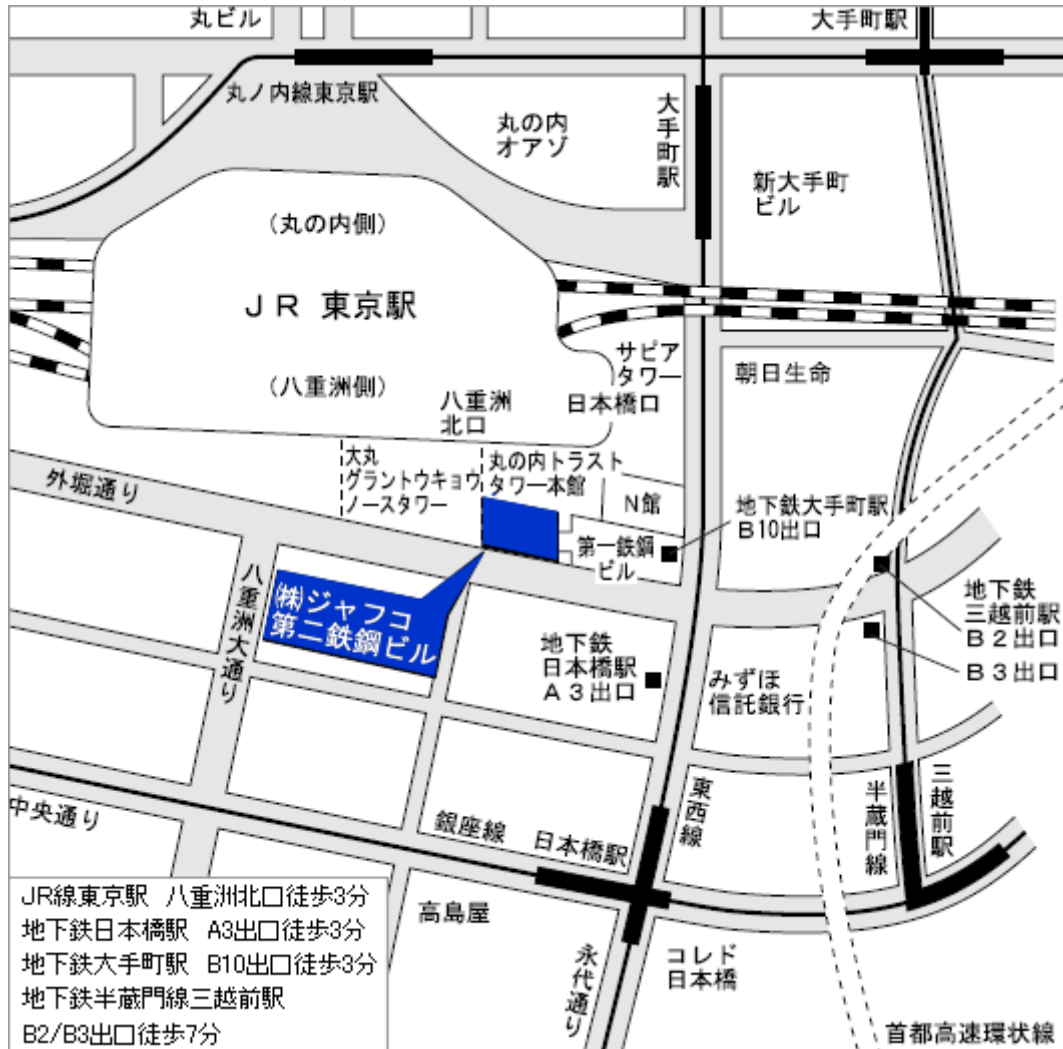 丸ビル
大手町駅
丸ノ内線東京駅
丸の内
オアゾ
大手町駅
新大手町
ビル
(丸の内側)
JR 東京駅
(八重洲側)
サピア
タワー
日本橋口
朝日生命
八重洲
北口
大丸
グラントウキョウ
ノースタワー
丸の内トラスト
タワー本館
N館
外堀通り
地下鉄大手町駅
B10出口
第一鉄鋼
ビル
八重洲大通り
㈱ジャフコ
第二鉄鋼ビル
地下鉄
日本橋駅
A3出口
みずほ
信託銀行
地下鉄
三越前駅
B2出口
B3出口
中央通り
銀座線
日本橋駅
東西線
半蔵門線
三越前駅
高島屋
永代通り
コレド
日本橋
首都高速環状線
JR線東京駅 八重洲北口徒歩3分
地下鉄日本橋駅 A3出口徒歩3分
地下鉄大手町駅 B10出口徒歩3分
地下鉄半蔵門線三越前駅
B2/B3出口徒歩7分